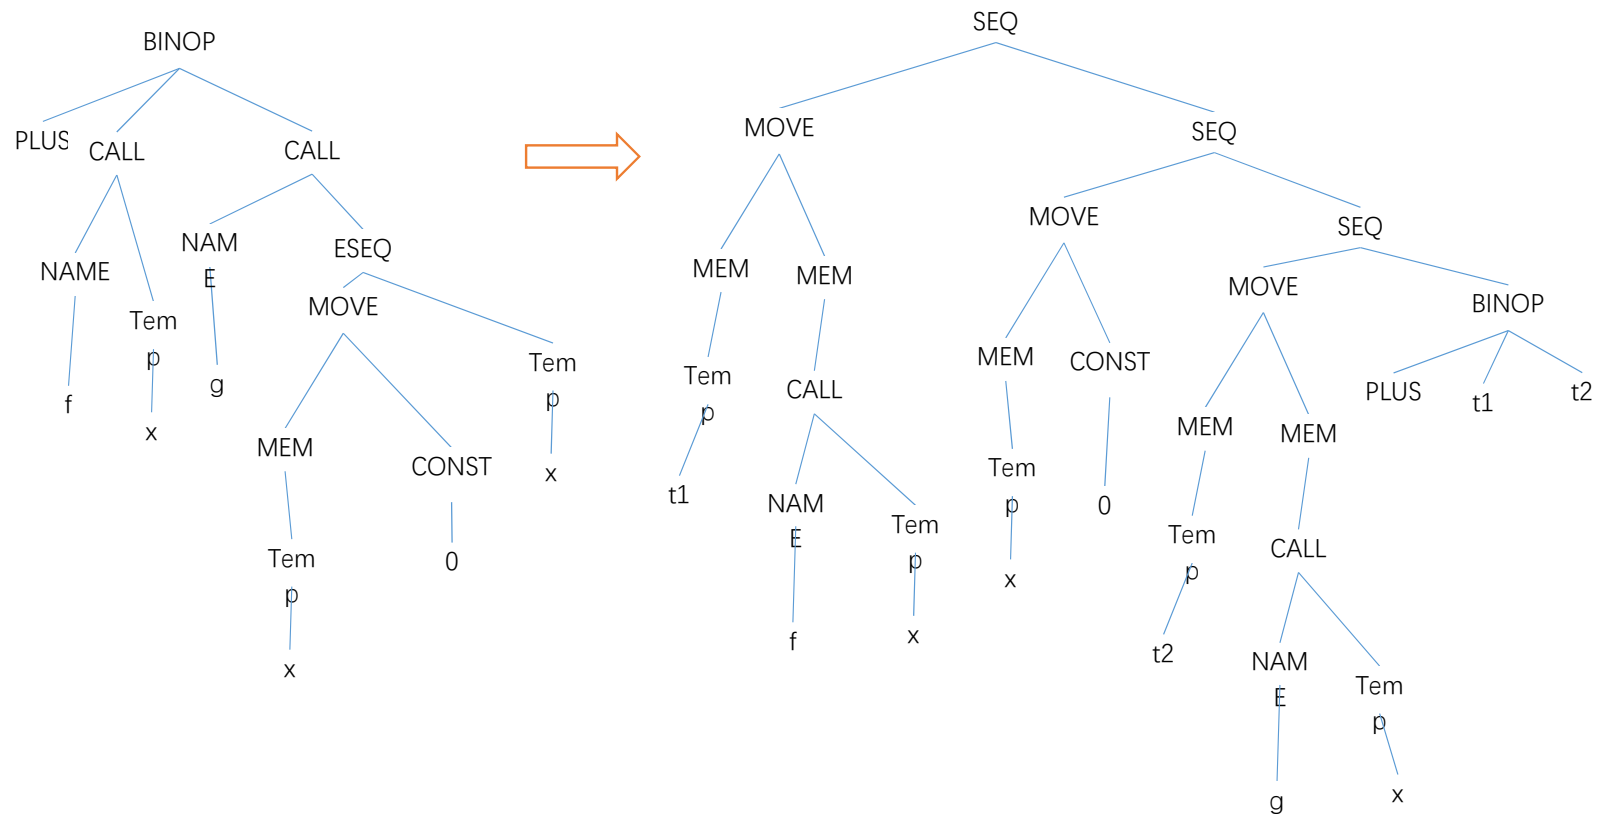 BINOP
PLUS
CALL
CALL
NAME
Tem
p
f
x
NAM
E
g
ESEQ
MOVE
Tem
p
x
MEM
CONST
Tem
p
x
0
SEQ
MOVE
SEQ
MEM
MEM
Tem
p
t1
CALL
NAM
E
f
Tem
p
x
MOVE
SEQ
MEM
CONST
Tem
p
x
0
MOVE
BINOP
MEM
MEM
Tem
p
t2
CALL
NAM
E
g
Tem
p
x
PLUS
t1
t2